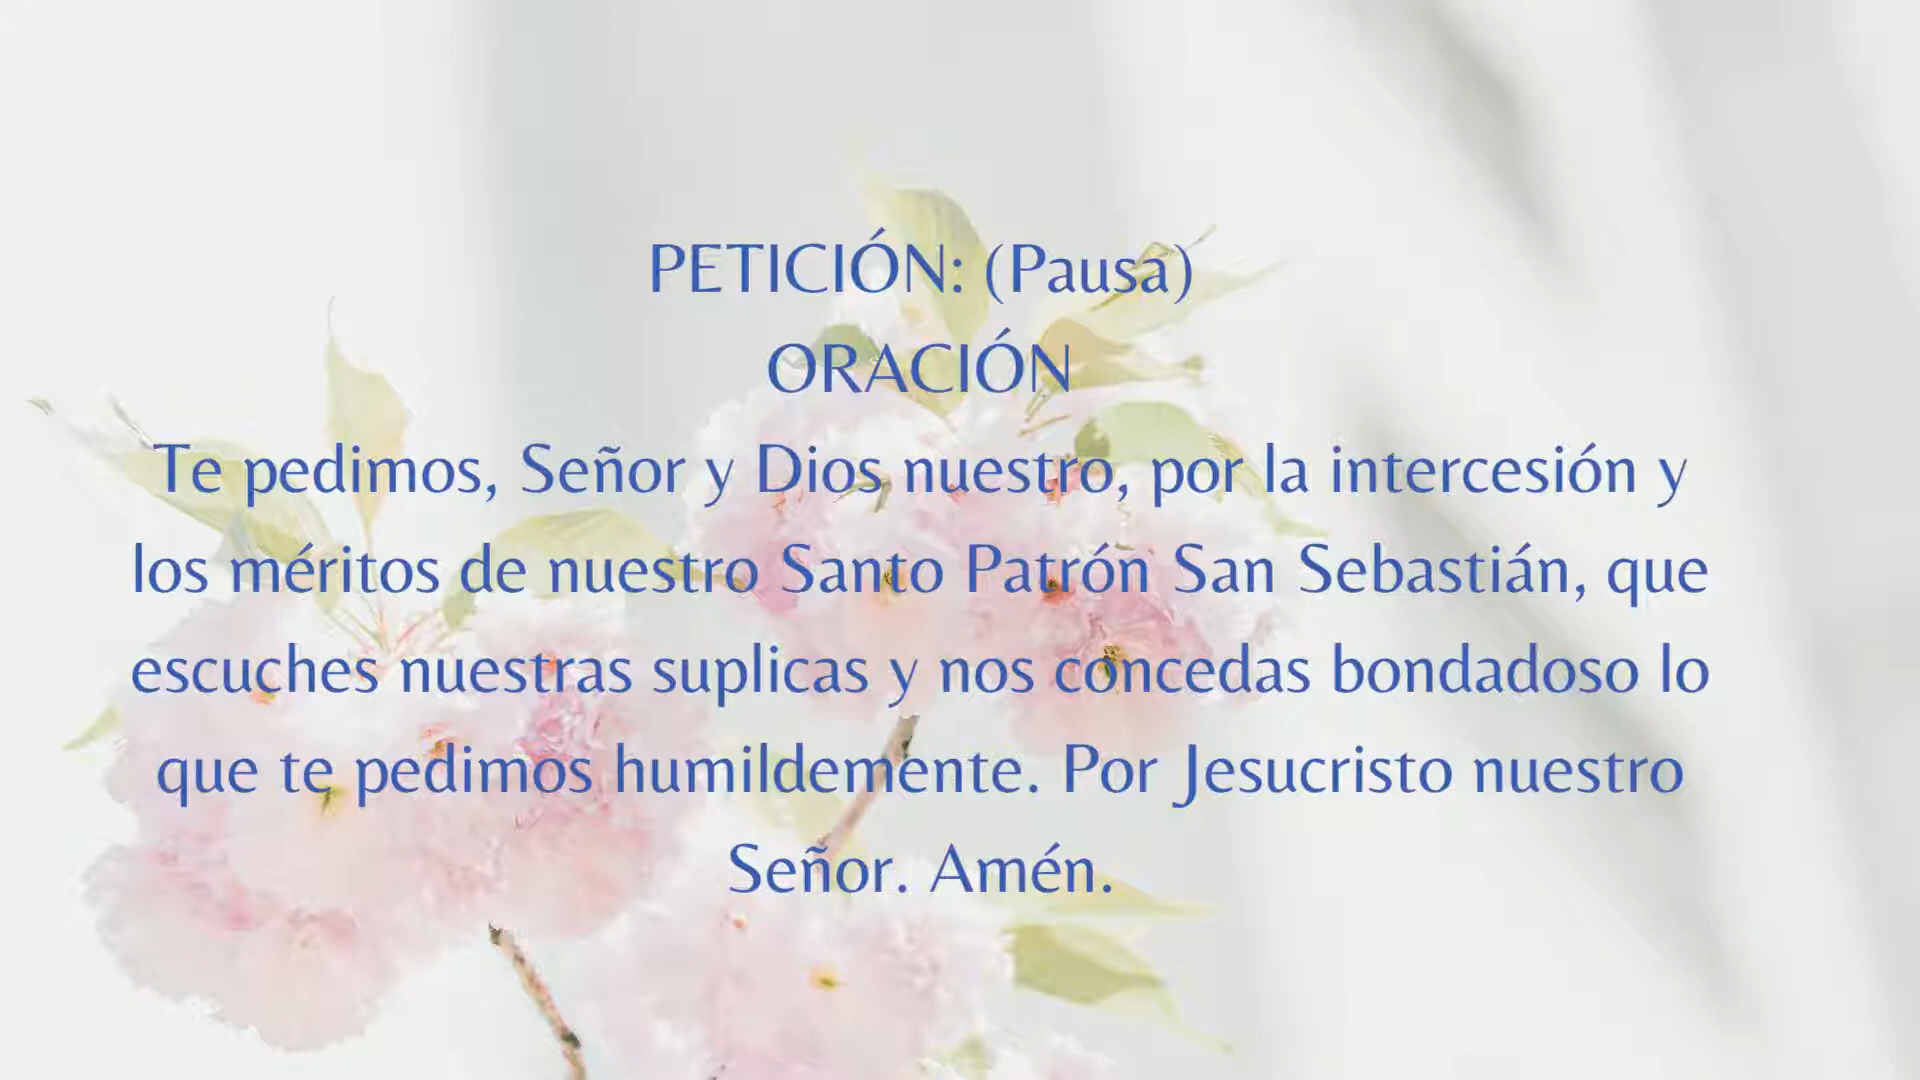 PETICIÓN: (Pausa)
ORACIÓN
Te pedimos, Señor y Dios nuestro, por la intercesión y
los méritos de nuestro Santo Patrón San Sebastián, que
escuches nuestras suplicas y nos concedas bondadoso lo
que te pedimos humildemente. Por Jesucristo nuestro
Señor. Amén.